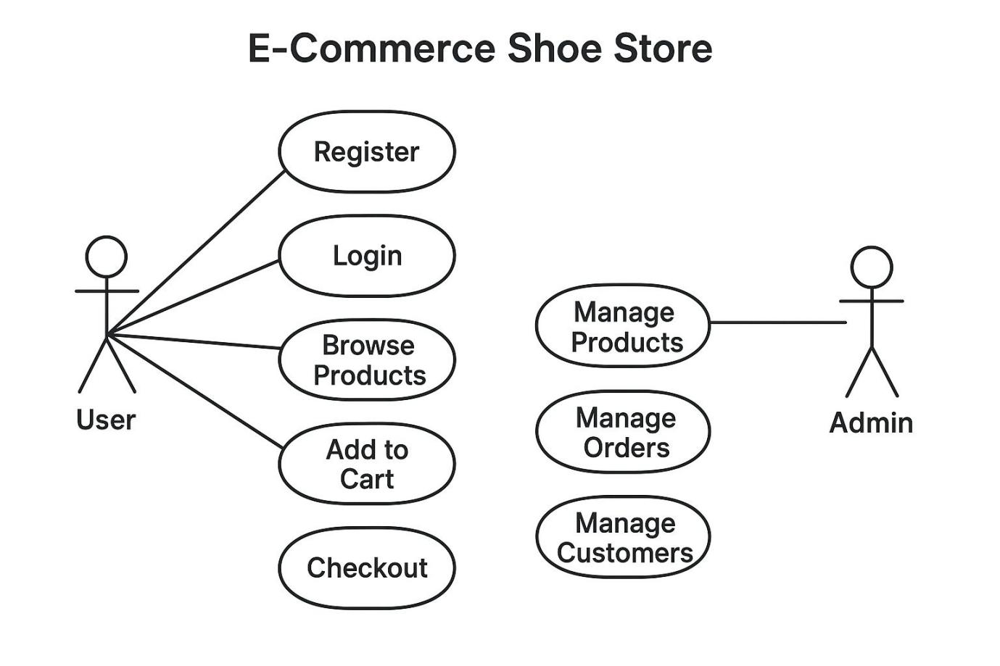 E-Commerce Shoe Store
Register
Login
Browse
Products
Add to
Cart
Checkout
User
Manage
Products
Manage
Orders
Manage
Customers
Admin